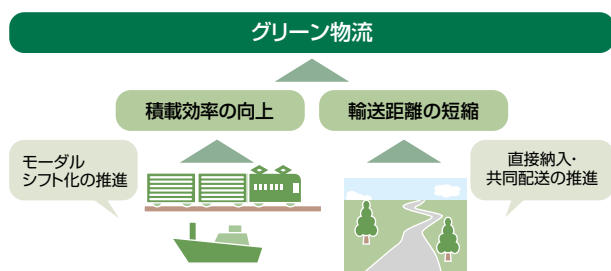 グリーン物流
積載効率の向上
輸送距離の短縮
モーダル
シフト化の推進
直接納入・
共同配送の推進